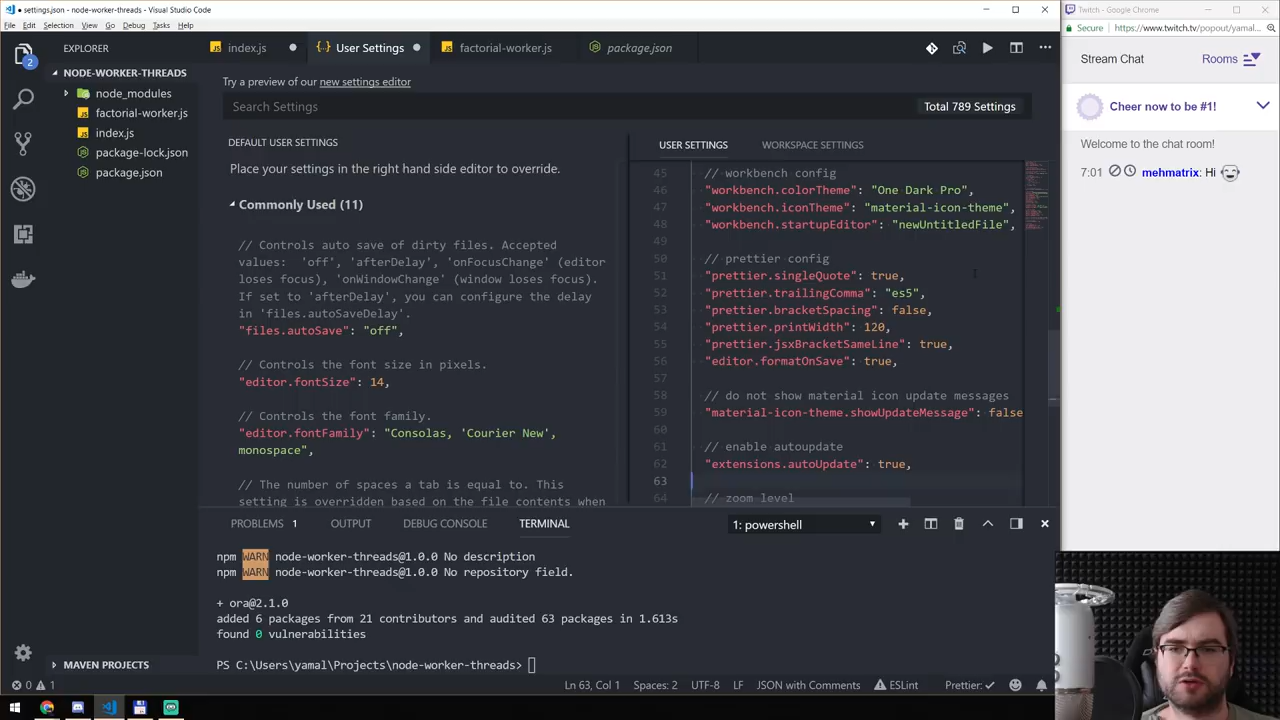 settings.json - node-worker-threads - Visual Studio Code
File Edit Selection View Go Debug Tasks Help
EXPLORER
2
NODE-WORKER-THREADS
node_modules
factorial-worker.js
index.js
package-lock.json
package.json
MAVEN PROJECTS
index.js
{} User Settings
factorial-worker.js
package.json
Try a preview of our new settings editor
Search Settings
Total 789 Settings
DEFAULT USER SETTINGS
Place your settings in the right hand side editor to override.
Commonly Used (11)
// Controls auto save of dirty files. Accepted
values:  'off', 'afterDelay', 'onFocusChange' (editor
loses focus), 'onWindowChange' (window loses focus).
If set to 'afterDelay', you can configure the delay
in 'files.autoSaveDelay'.
"files.autoSave": "off",
// Controls the font size in pixels.
"editor.fontSize": 14,
// Controls the font family.
"editor.fontFamily": "Consolas, 'Courier New',
monospace",
// The number of spaces a tab is equal to. This
setting is overridden based on the file contents when
USER SETTINGS
WORKSPACE SETTINGS
45 // workbench config
46 "workbench.colorTheme": "One Dark Pro",
47 "workbench.iconTheme": "material-icon-theme",
48 "workbench.startupEditor": "newUntitledFile",
49
50 // prettier config
51 "prettier.singleQuote": true,
52 "prettier.trailingComma": "es5",
53 "prettier.bracketSpacing": false,
54 "prettier.printWidth": 120,
55 "prettier.jsxBracketSameLine": true,
56 "editor.formatOnSave": true,
57
58 // do not show material icon update messages
59 "material-icon-theme.showUpdateMessage": false
60
61 // enable autoupdate
62 "extensions.autoUpdate": true,
63
64 // zoom level
PROBLEMS 1
OUTPUT
DEBUG CONSOLE
TERMINAL
1: powershell
npm WARN node-worker-threads@1.0.0 No description
npm WARN node-worker-threads@1.0.0 No repository field.
+ ora@2.1.0
added 6 packages from 21 contributors and audited 63 packages in 1.613s
found 0 vulnerabilities
PS C:\Users\yamal\Projects\node-worker-threads>
0 1
Ln 63, Col 1
Spaces: 2
UTF-8
LF
JSON with Comments
ESLint
Prettier: ✓
Twitch - Google Chrome
Secure https://www.twitch.tv/popout/yamal...
Stream Chat
Rooms
Cheer now to be #1!
Welcome to the chat room!
7:01 mehmatrix: Hi